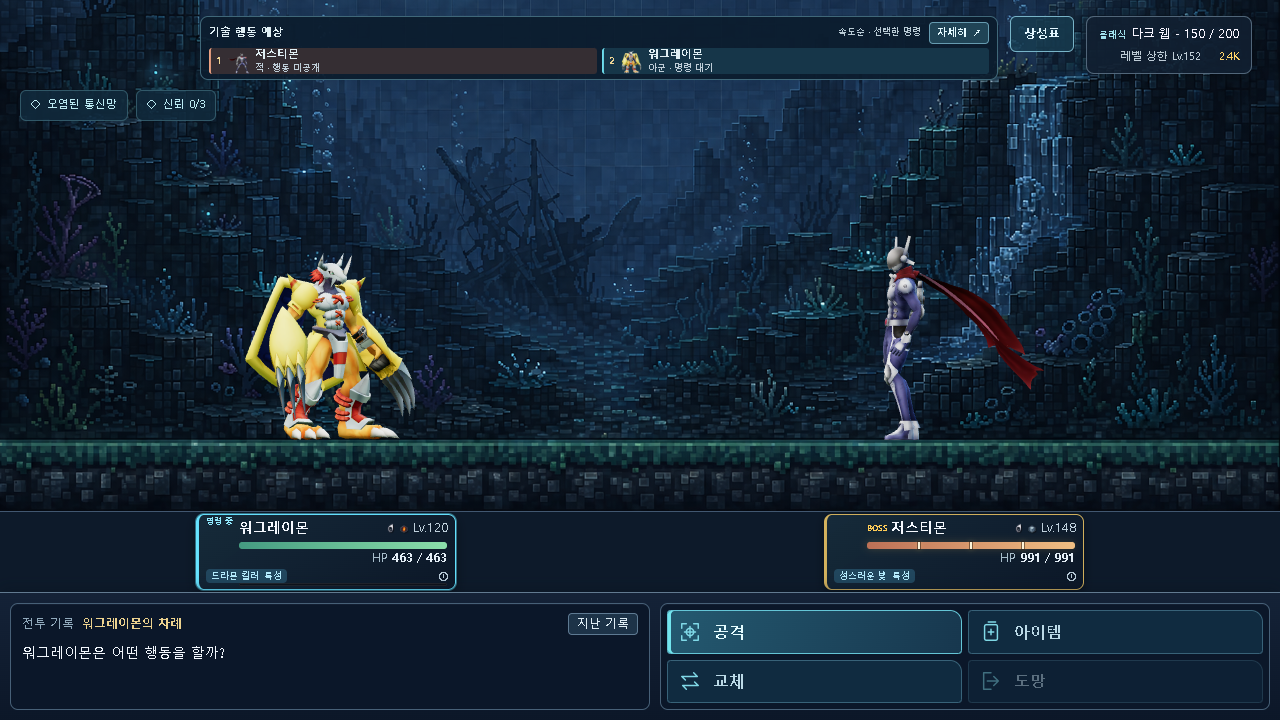 기술 행동 예상
속도순 · 선택한 명령
자세히 ↗
1 저스티몬
적 · 행동 미공개
2 워그레이몬
아군 · 명령 대기
상성표
클래식 다크 웹 - 150 / 200
레벨 상한 Lv.152 2.4K
◇ 오염된 통신망
◇ 신뢰 0/3
명령 중 워그레이몬 Lv.120
HP 463 / 463
드라몬 킬러 특성
BOSS 저스티몬 Lv.148
HP 991 / 991
성스러운 빛 특성
전투 기록 워그레이몬의 차례
지난 기록
워그레이몬은 어떤 행동을 할까?
공격
아이템
교체
도망